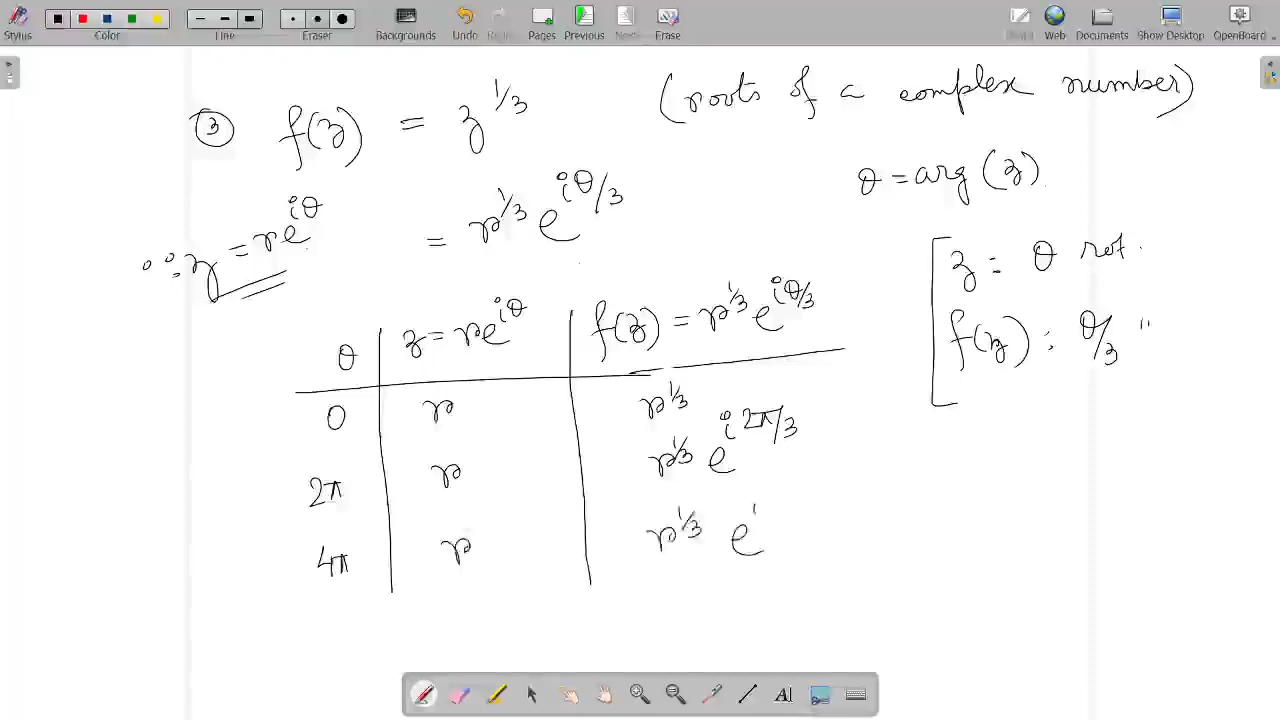 Stylus Color Line Eraser Backgrounds Undo Pages Previous Erase Web Documents Show Desktop OpenBoard
③ f(z) = z^{1/3} (roots of a complex number)
θ = arg(z)
∵ z = re^{iθ} = r^{1/3} e^{iθ/3}
z : θ rot.
f(z) : θ/3 "
θ | z = re^{iθ} | f(z) = r^{1/3} e^{iθ/3}
0 | r | r^{1/3}
2π | r | r^{1/3} e^{i2π/3}
4π | r | r^{1/3} e^{i